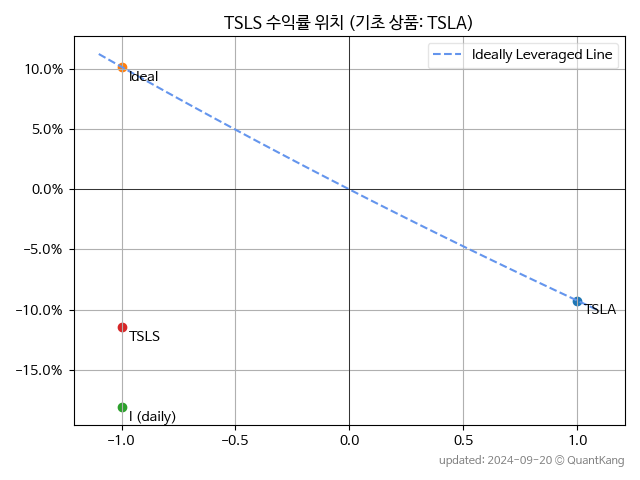 TSLS 수익률 위치 (기초 상품: TSLA)
Ideally Leveraged Line
10.0%
Ideal
5.0%
0.0%
-5.0%
-10.0%
TSLA
TSLS
-15.0%
I (daily)
-1.0 -0.5 0.0 0.5 1.0
updated: 2024-09-20 © QuantKang